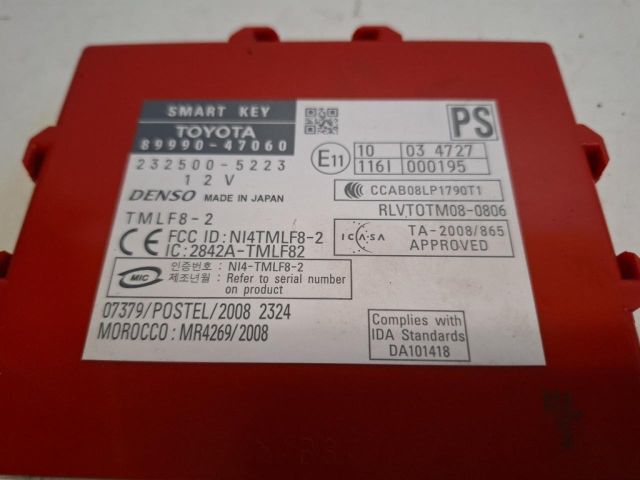 SMART KEY
TOYOTA
89990-47060
232500-5223
12V
DENSO MADE IN JAPAN
TMLF8-2
CE FCC ID: NI4TMLF8-2
IC: 2842A-TMLF82
MIC 인증번호 : NI4-TMLF8-2
제조년월 : Refer to serial number
on product
07379/POSTEL/2008 2324
MOROCCO: MR4269/2008
PS
E11 10 03 4727
116I 000195
CCC CCAB08LP1790T1
RLVTOTM08-0806
ICASA TA-2008/865
APPROVED
Complies with
IDA Standards
DA101418